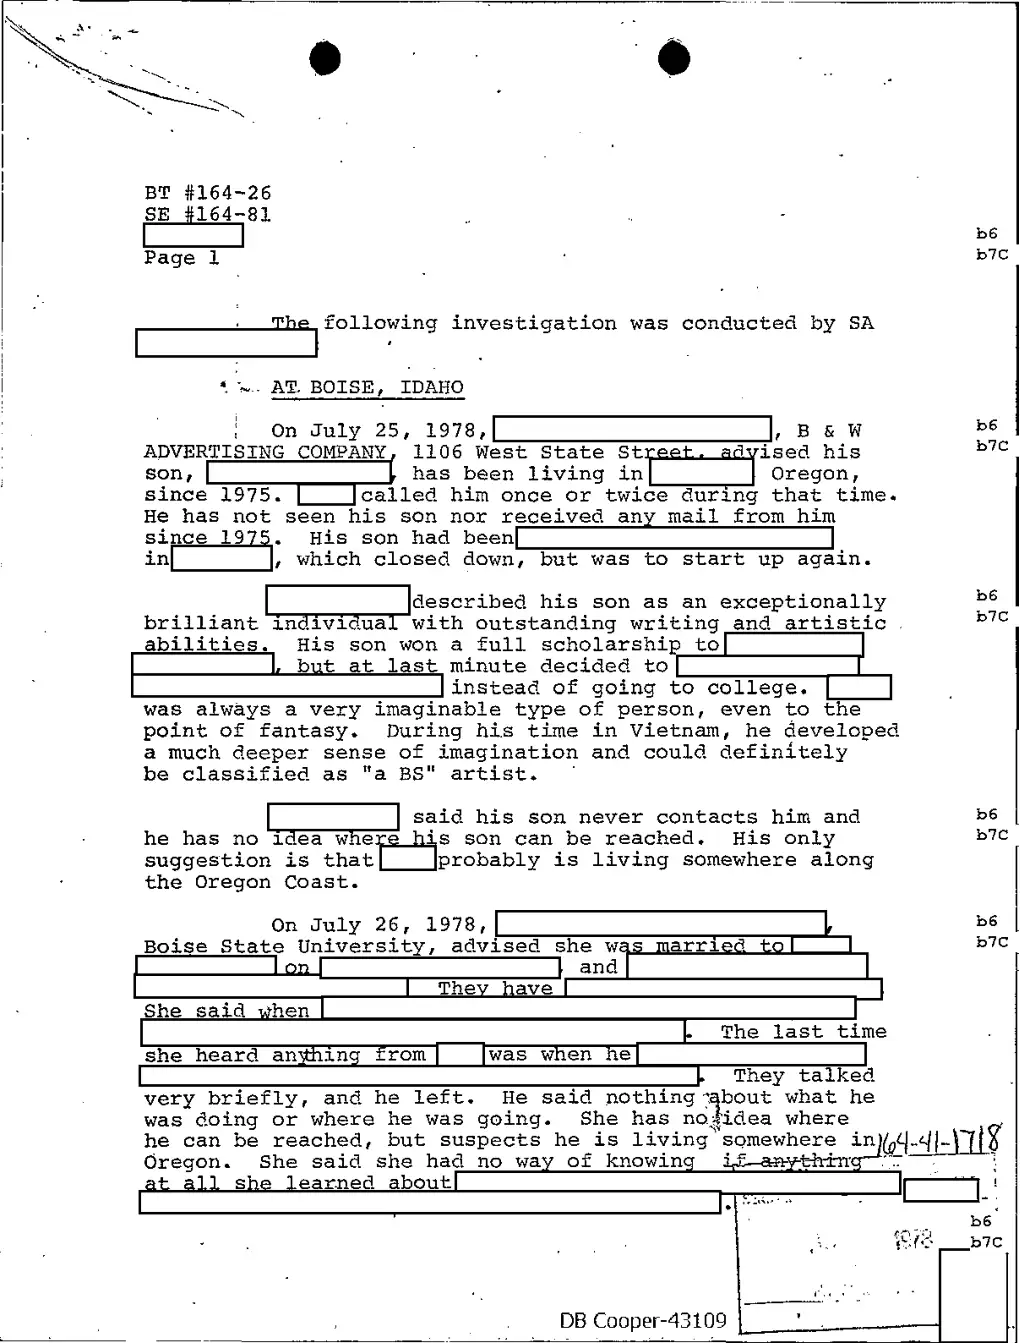 BT #164-26
SE #164-81
b6
Page 1
b7C
The following investigation was conducted by SA
AT BOISE, IDAHO
On July 25, 1978, , B & W
b6
ADVERTISING COMPANY, 1106 West State Street, advised his
b7C
son, , has been living in Oregon,
since 1975. called him once or twice during that time.
He has not seen his son nor received any mail from him
since 1975. His son had been
in , which closed down, but was to start up again.
described his son as an exceptionally
b6
brilliant individual with outstanding writing and artistic
b7C
abilities. His son won a full scholarship to
, but at last minute decided to
instead of going to college.
was always a very imaginable type of person, even to the
point of fantasy. During his time in Vietnam, he developed
a much deeper sense of imagination and could definitely
be classified as "a BS" artist.
said his son never contacts him and
b6
he has no idea where his son can be reached. His only
b7C
suggestion is that probably is living somewhere along
the Oregon Coast.
On July 26, 1978, ,
b6
Boise State University, advised she was married to
b7C
on , and
They have
She said when
. The last time
she heard anything from was when he
. They talked
very briefly, and he left. He said nothing about what he
was doing or where he was going. She has no idea where
he can be reached, but suspects he is living somewhere in
164-41-1718
Oregon. She said she had no way of knowing if anything
at all she learned about
.
b6
1978
b7C
DB Cooper-43109